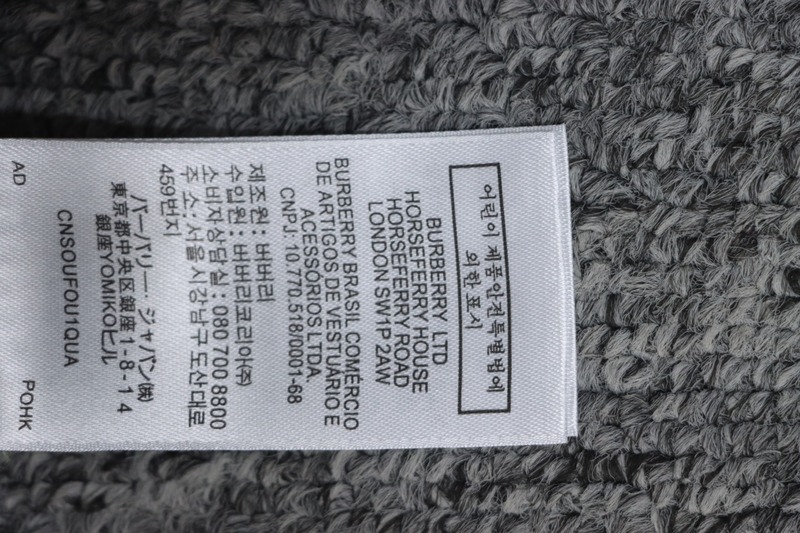 어린이제품안전특별법에
의한 표시
BURBERRY LTD
HORSEFERRY HOUSE
HORSEFERRY ROAD
LONDON SW1P 2AW
BURBERRY BRASIL COMÉRCIO
DE ARTIGOS DE VESTUÁRIO E
ACESSÓRIOS LTDA.
CNPJ: 10.770.518/0001-68
제조원: 버버리
수입원: 버버리코리아(주)
소비자상담실: 080 700 8800
주 소: 서울시강남구도산대로
459번지
バーバリー・ジャパン㈱
東京都中央区銀座1-8-14
銀座YOMIKOビル
CNSOUFOU1QUA
AD POHK